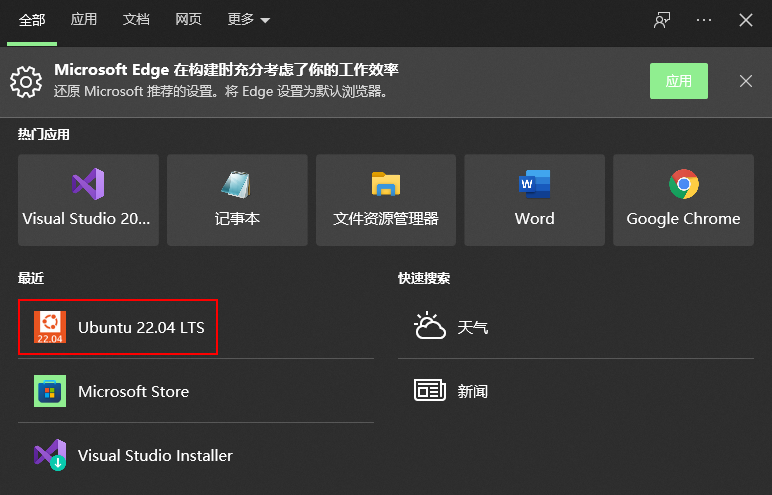 全部 应用 文档 网页 更多
Microsoft Edge 在构建时充分考虑了你的工作效率
还原 Microsoft 推荐的设置。将 Edge 设置为默认浏览器。
应用
热门应用
Visual Studio 20...
记事本
文件资源管理器
W
Word
Google Chrome
最近
快速搜索
22.04
Ubuntu 22.04 LTS
天气
Microsoft Store
新闻
Visual Studio Installer